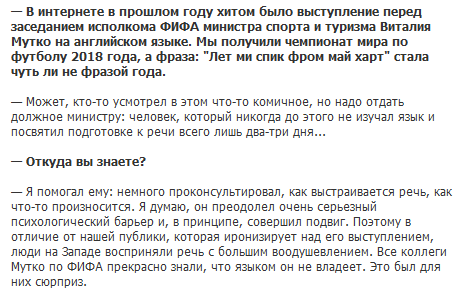 — В интернете в прошлом году хитом было выступление перед
заседанием исполкома ФИФА министра спорта и туризма Виталия
Мутко на английском языке. Мы получили чемпионат мира по
футболу 2018 года, а фраза: "Лет ми спик фром май харт" стала
чуть ли не фразой года.
— Может, кто-то усмотрел в этом что-то комичное, но надо отдать
должное министру: человек, который никогда до этого не изучал язык и
посвятил подготовке к речи всего лишь два-три дня...
— Откуда вы знаете?
— Я помогал ему: немного проконсультировал, как выстраивается речь, как
что-то произносится. Я думаю, он преодолел очень серьезный
психологический барьер и, в принципе, совершил подвиг. Поэтому в
отличие от нашей публики, которая иронизирует над его выступлением,
люди на Западе восприняли речь с большим воодушевлением. Все коллеги
Мутко по ФИФА прекрасно знали, что языком он не владеет. Это был для
них сюрприз.